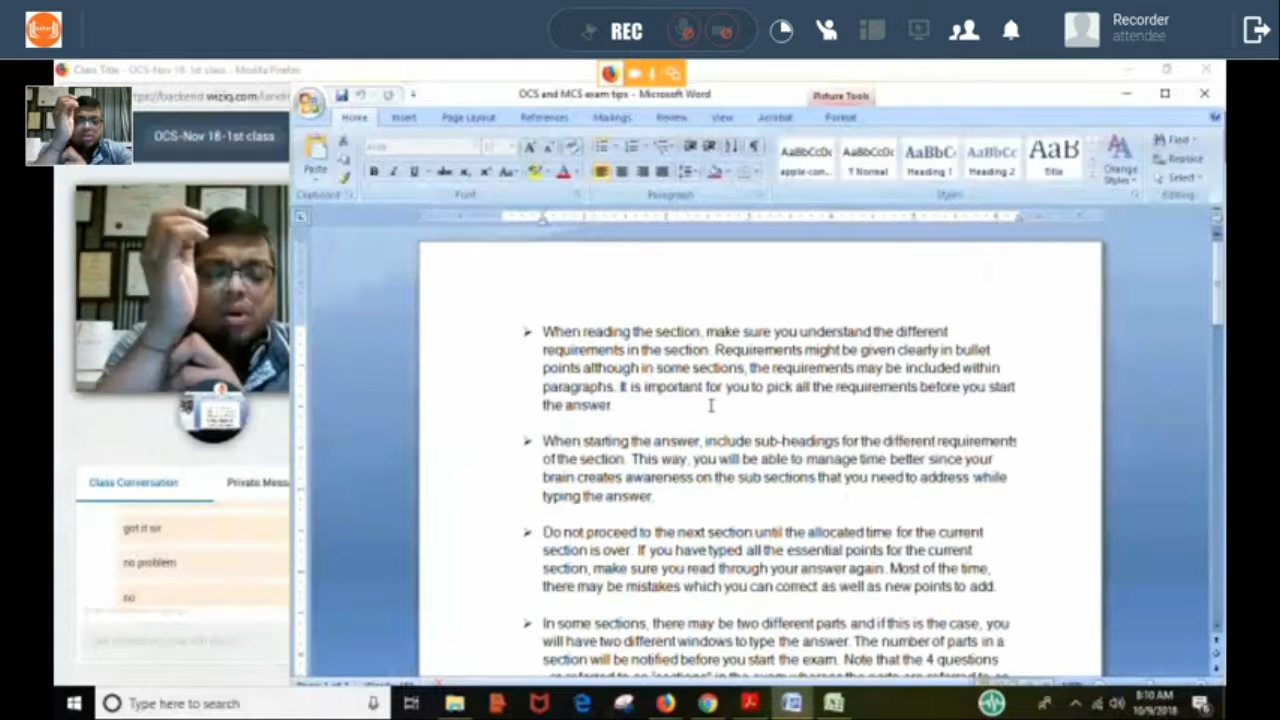 REC
Recorder
attendee
Class Title - OCS-Nov 18-1st class - Mozilla Firefox
OCS and MCS exam tips - Microsoft Word
Picture Tools
backend.wiziq.com/landi
OCS-Nov 18-1st class
Home Insert Page Layout References Mailings Review View Acrobat Format
Paste
AaBbCcDc AaBbCcDc AaBbC AaBbCc AaB
apple-con... ¶ Normal Heading 1 Heading 2 Title
Change Styles
Find
Replace
Select
Clipboard Font Paragraph Styles Editing
➤ When reading the section, make sure you understand the different
requirements in the section. Requirements might be given clearly in bullet
points although in some sections, the requirements may be included within
paragraphs. It is important for you to pick all the requirements before you start
the answer.
➤ When starting the answer, include sub-headings for the different requirements
of the section. This way, you will be able to manage time better since your
brain creates awareness on the sub sections that you need to address while
typing the answer.
➤ Do not proceed to the next section until the allocated time for the current
section is over. If you have typed all the essential points for the current
section, make sure you read through your answer again. Most of the time,
there may be mistakes which you can correct as well as new points to add.
➤ In some sections, there may be two different parts and if this is the case, you
will have two different windows to type the answer. The number of parts in a
section will be notified before you start the exam. Note that the 4 questions
Class Conversation Private Mess
got it sir
no problem
no
Type here to search
8:10 AM
10/9/2018